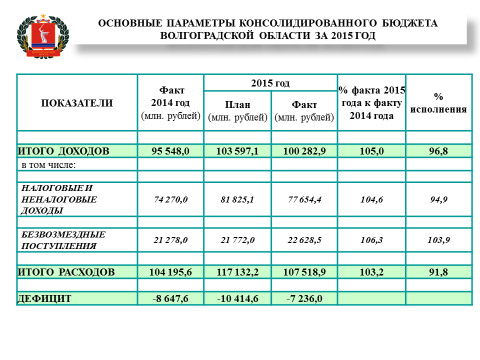 ОСНОВНЫЕ ПАРАМЕТРЫ КОНСОЛИДИРОВАННОГО БЮДЖЕТА
ВОЛГОГРАДСКОЙ ОБЛАСТИ ЗА 2015 ГОД
ПОКАЗАТЕЛИ
Факт
2014 год
(млн. рублей)
2015 год
План
(млн. рублей)
Факт
(млн. рублей)
% факта 2015
года к факту
2014 года
%
исполнения
ИТОГО ДОХОДОВ 95 548,0 103 597,1 100 282,9 105,0 96,8
в том числе:
НАЛОГОВЫЕ И
НЕНАЛОГОВЫЕ
ДОХОДЫ
74 270,0 81 825,1 77 654,4 104,6 94,9
БЕЗВОЗМЕЗДНЫЕ
ПОСТУПЛЕНИЯ
21 278,0 21 772,0 22 628,5 106,3 103,9
ИТОГО РАСХОДОВ 104 195,6 117 132,2 107 518,9 103,2 91,8
ДЕФИЦИТ -8 647,6 -10 414,6 -7 236,0